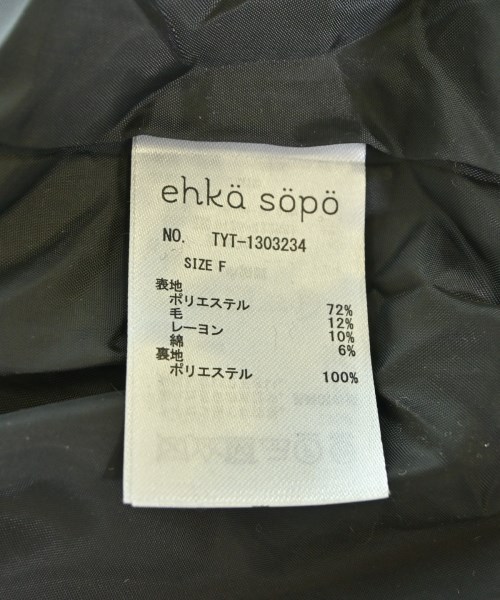 ehkä söpö
NO. TYT-1303234
SIZE F
表地
ポリエステル 72%
毛 12%
レーヨン 10%
綿 6%
裏地
ポリエステル 100%